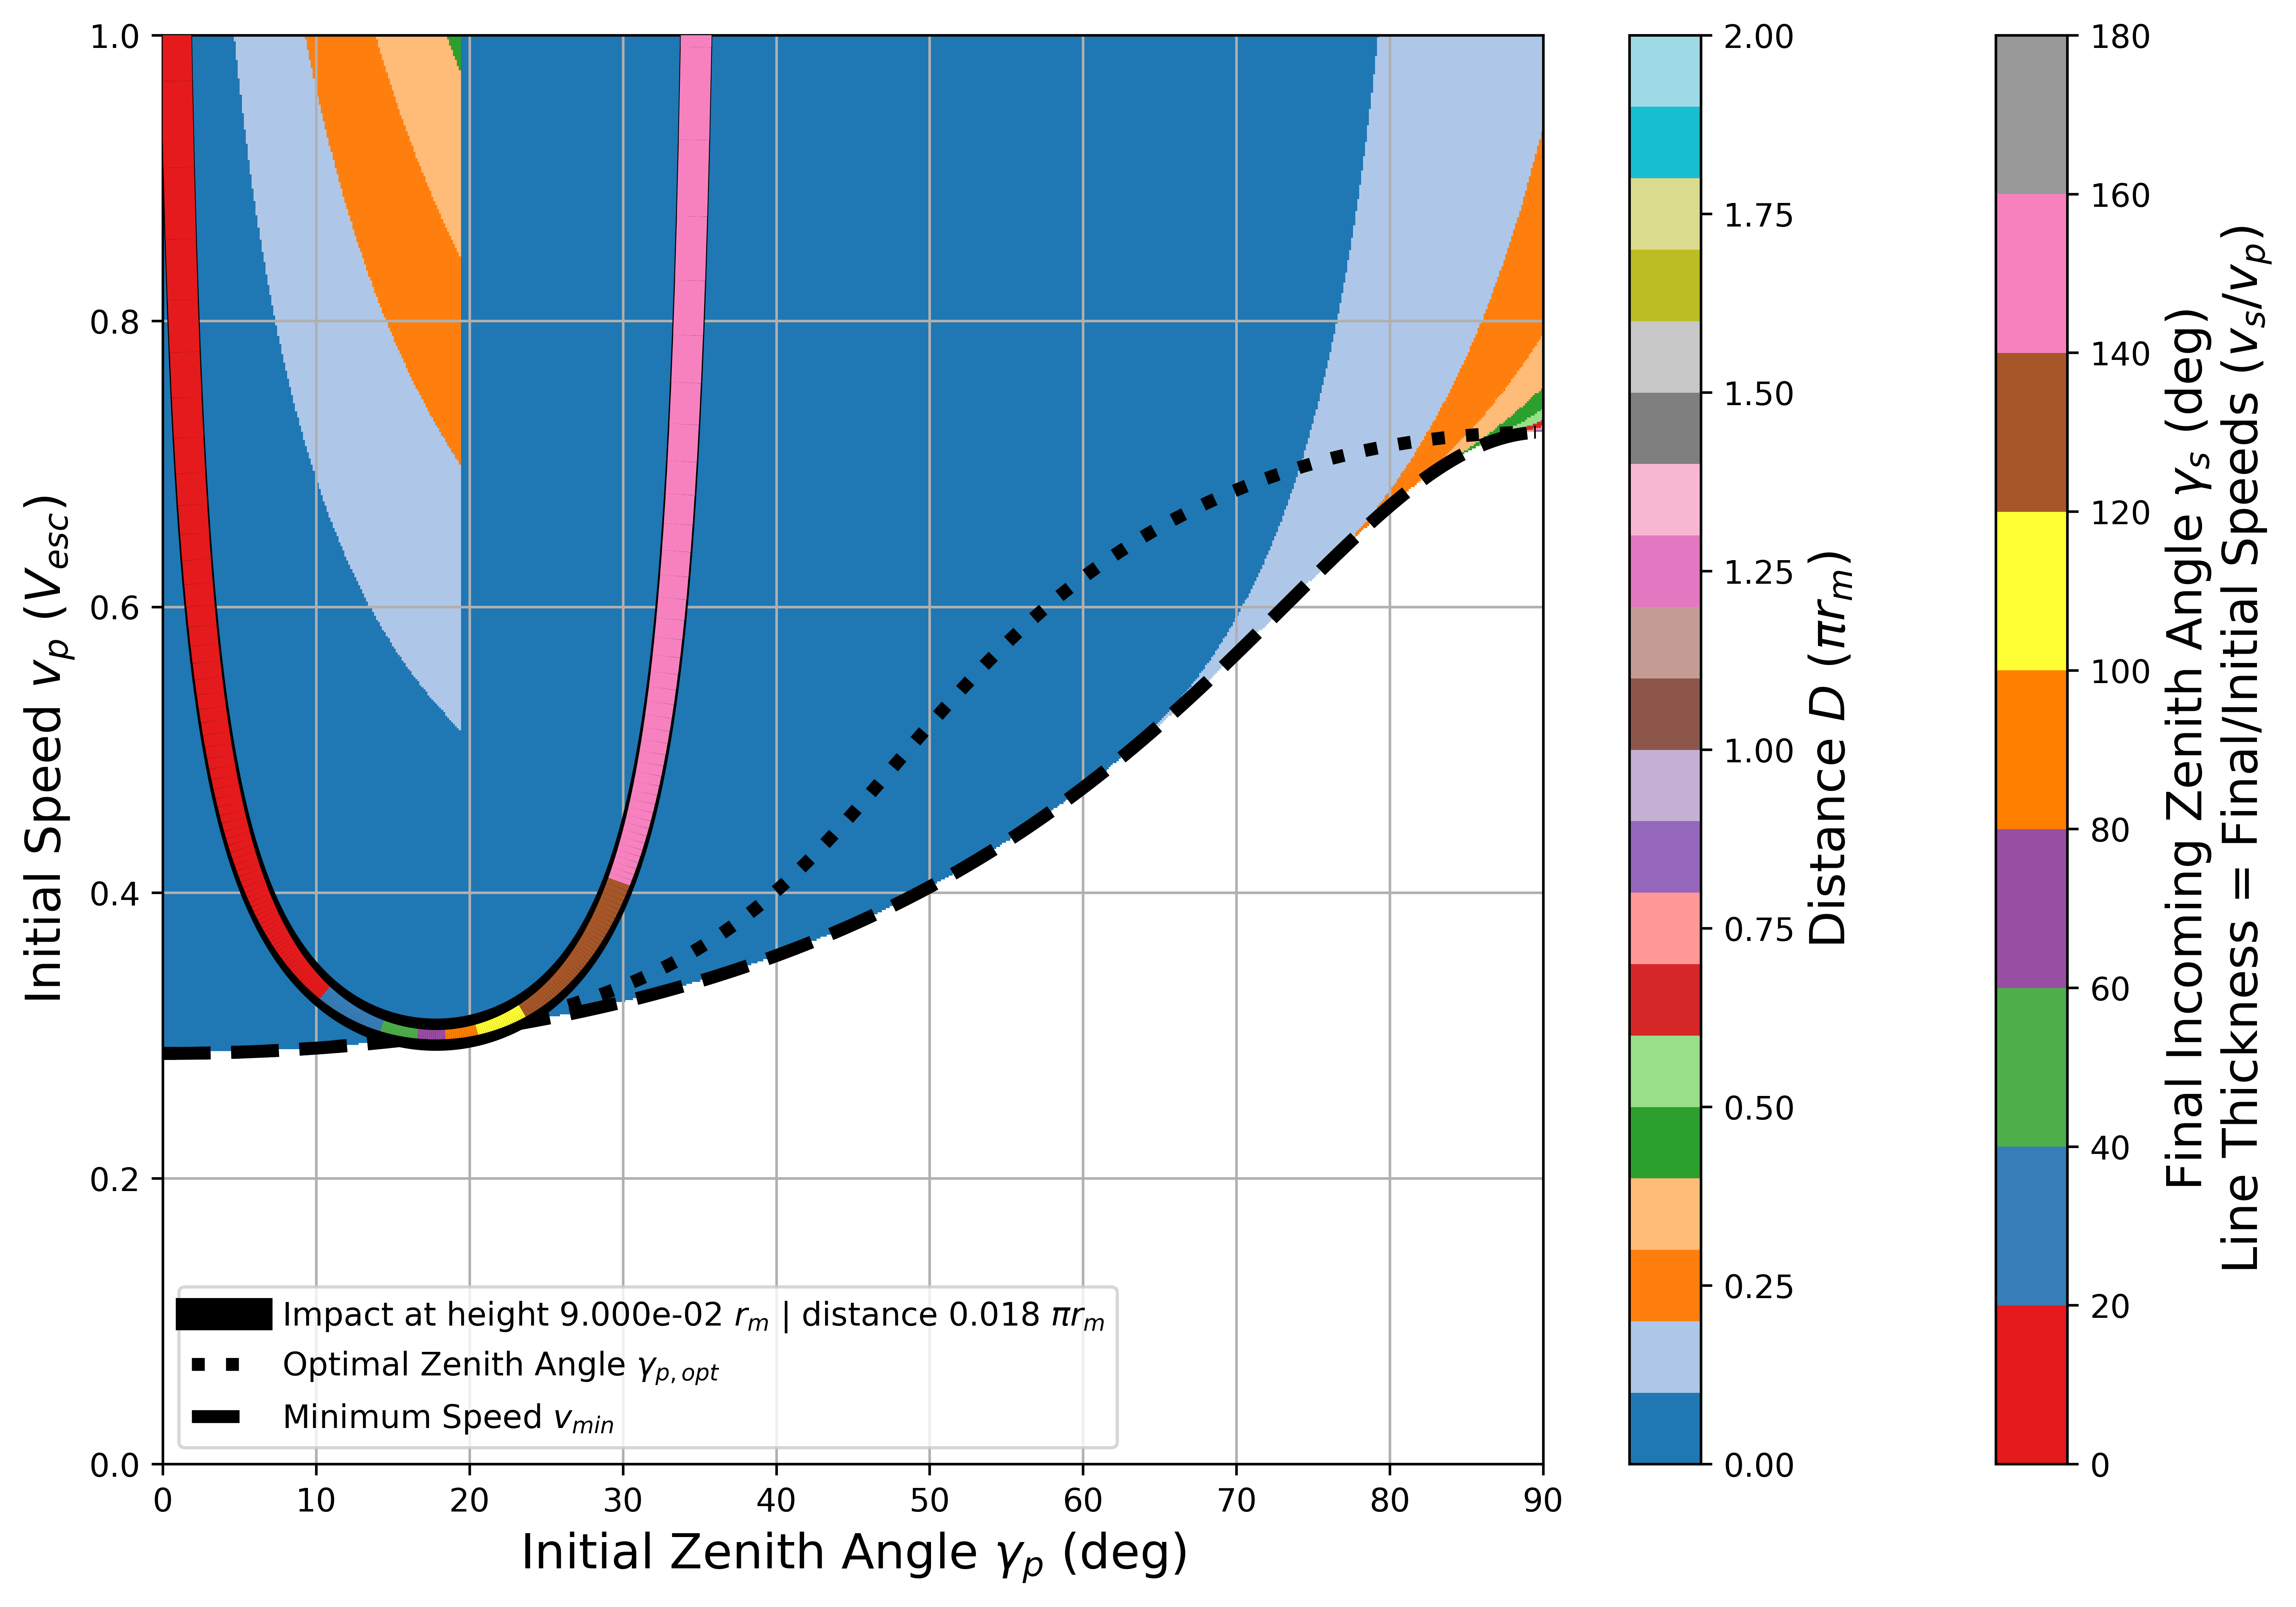 1.0
0.8
0.6
0.4
0.2
0.0
Initial Speed v_p (V_esc)
0 10 20 30 40 50 60 70 80 90
Initial Zenith Angle γ_p (deg)
Impact at height 9.000e-02 r_m | distance 0.018 πr_m
Optimal Zenith Angle γ_{p,opt}
Minimum Speed v_min
2.00
1.75
1.50
1.25
1.00
0.75
0.50
0.25
0.00
Distance D (πr_m)
180
160
140
120
100
80
60
40
20
0
Final Incoming Zenith Angle γ_s (deg)
Line Thickness = Final/Initial Speeds (v_s/v_p)